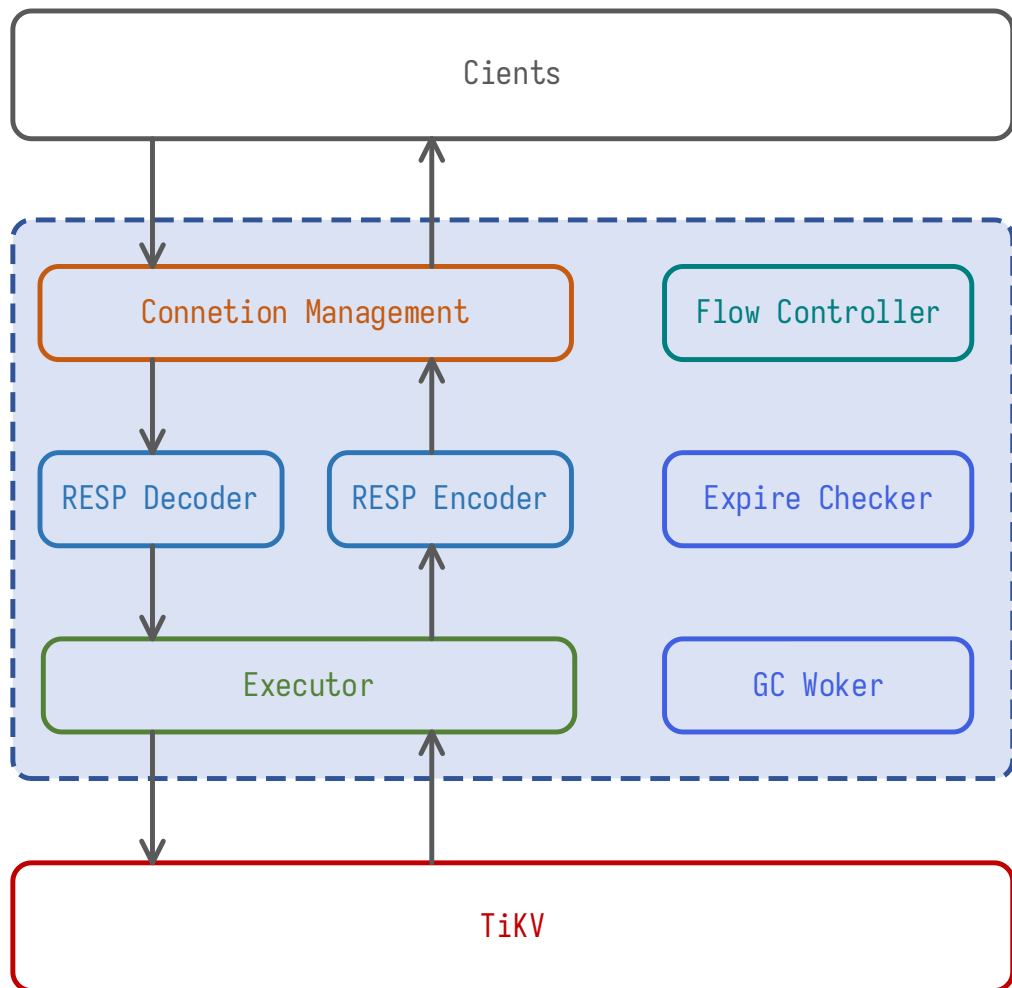 Cients
Connetion Management
Flow Controller
RESP Decoder
RESP Encoder
Expire Checker
Executor
GC Woker
TiKV